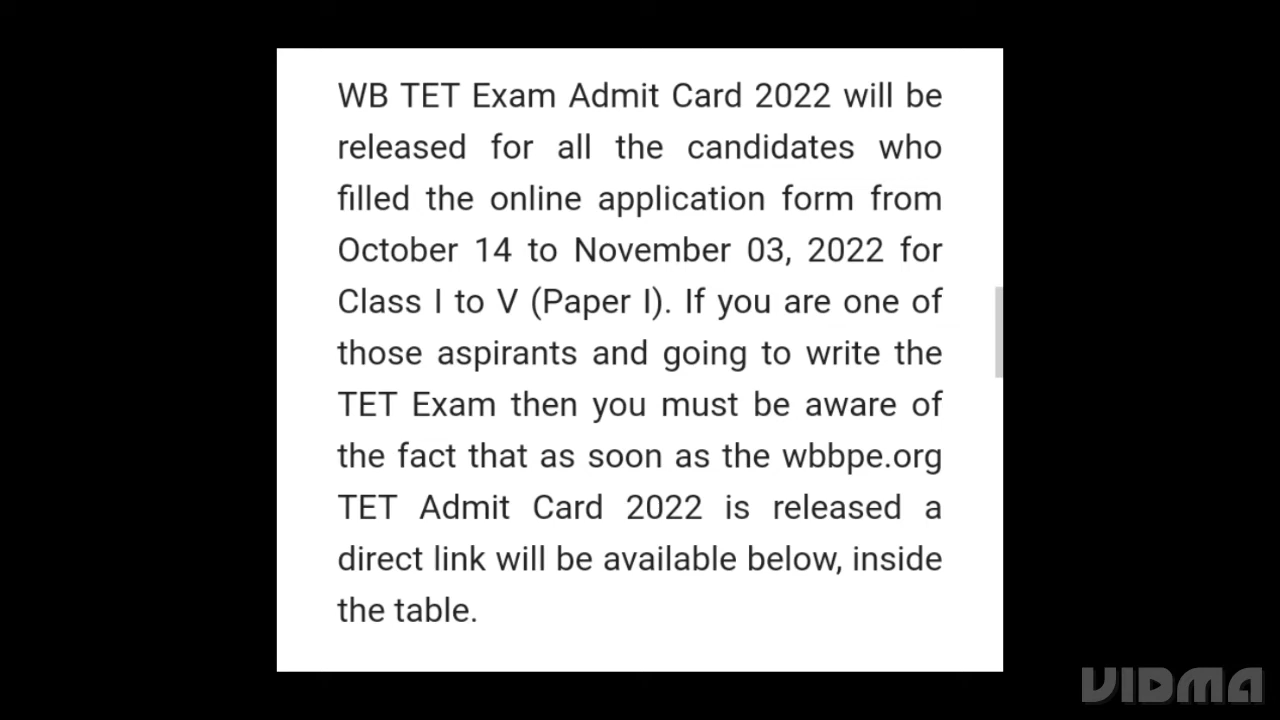 WB TET Exam Admit Card 2022 will be
released for all the candidates who
filled the online application form from
October 14 to November 03, 2022 for
Class I to V (Paper I). If you are one of
those aspirants and going to write the
TET Exam then you must be aware of
the fact that as soon as the wbbpe.org
TET Admit Card 2022 is released a
direct link will be available below, inside
the table.
VIDMA